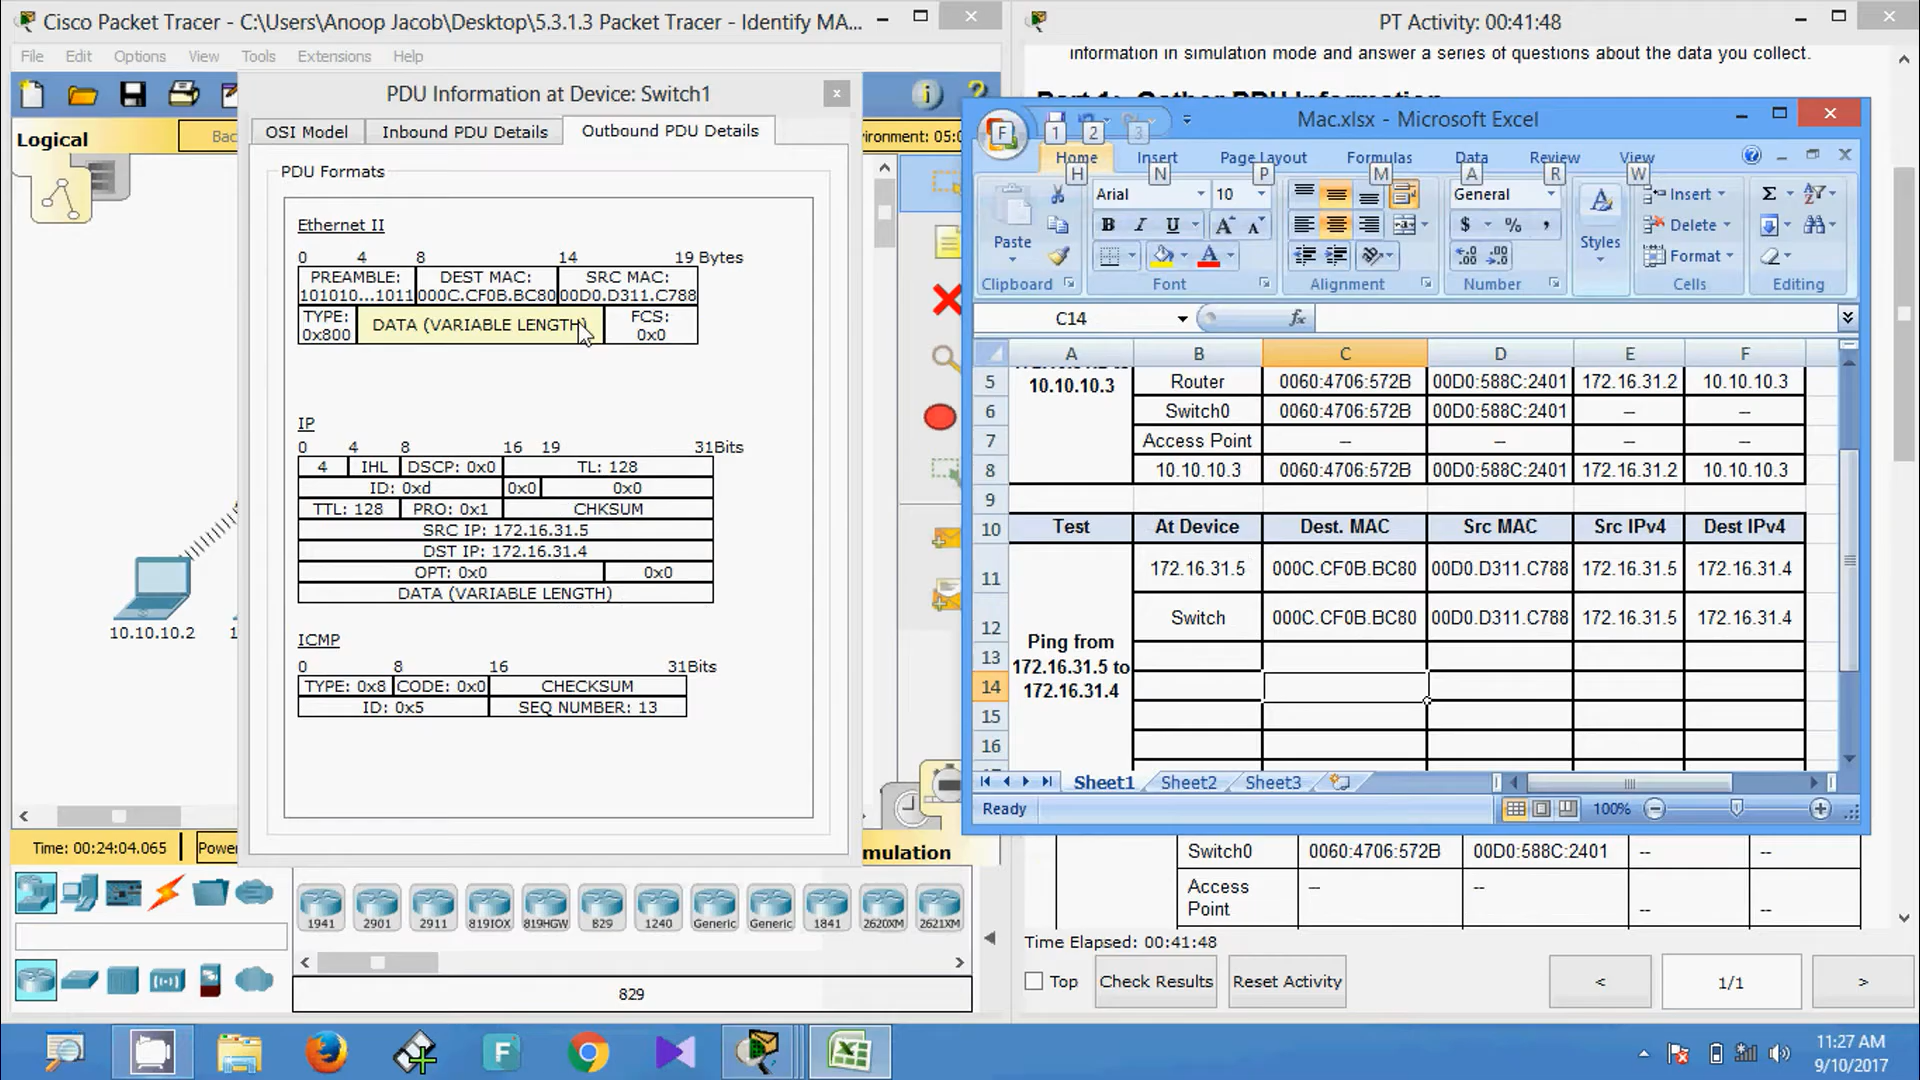 Cisco Packet Tracer - C:\Users\Anoop Jacob\Desktop\5.3.1.3 Packet Tracer - Identify MA...
File Edit Options View Tools Extensions Help
Logical
Bac
vironment: 05:0
PDU Information at Device: Switch1
OSI Model Inbound PDU Details Outbound PDU Details
PDU Formats
Ethernet II
0 4 8 14 19 Bytes
PREAMBLE: DEST MAC: SRC MAC:
101010...1011 000C.CF0B.BC80 00D0.D311.C788
TYPE: DATA (VARIABLE LENGTH) FCS:
0x800 0x0
IP
0 4 8 16 19 31Bits
4 IHL DSCP: 0x0 TL: 128
ID: 0xd 0x0 0x0
TTL: 128 PRO: 0x1 CHKSUM
SRC IP: 172.16.31.5
DST IP: 172.16.31.4
OPT: 0x0 0x0
DATA (VARIABLE LENGTH)
ICMP
0 8 16 31Bits
TYPE: 0x8 CODE: 0x0 CHECKSUM
ID: 0x5 SEQ NUMBER: 13
10.10.10.2 1
Time: 00:24:04.065 Power
mulation
1941 2901 2911 819IOX 819HGW 829 1240 Generic Generic 1841 2620XM 2621XM
829
PT Activity: 00:41:48
information in simulation mode and answer a series of questions about the data you collect.
Part 1: Gather PDU Information
Mac.xlsx - Microsoft Excel
F 1 2 3
Home Insert Page Layout Formulas Data Review View
H N P M A R W
Paste
Clipboard
Arial 10
B I U A A
Font
Alignment
General
$ % ,
Number
Styles
Insert
Delete
Format
Cells
Σ
Editing
C14 fx
A B C D E F
5 10.10.10.3 Router 0060:4706:572B 00D0:588C:2401 172.16.31.2 10.10.10.3
6 Switch0 0060:4706:572B 00D0:588C:2401 -- --
7 Access Point -- -- -- --
8 10.10.10.3 0060:4706:572B 00D0:588C:2401 172.16.31.2 10.10.10.3
9
10 Test At Device Dest. MAC Src MAC Src IPv4 Dest IPv4
11 172.16.31.5 000C.CF0B.BC80 00D0.D311.C788 172.16.31.5 172.16.31.4
12 Switch 000C.CF0B.BC80 00D0.D311.C788 172.16.31.5 172.16.31.4
Ping from
13
172.16.31.5 to
14 172.16.31.4
15
16
Sheet1 Sheet2 Sheet3
Ready 100%
Switch0 0060:4706:572B 00D0:588C:2401 -- --
Access -- --
Point -- --
Time Elapsed: 00:41:48
Top Check Results Reset Activity < 1/1 >
11:27 AM
9/10/2017